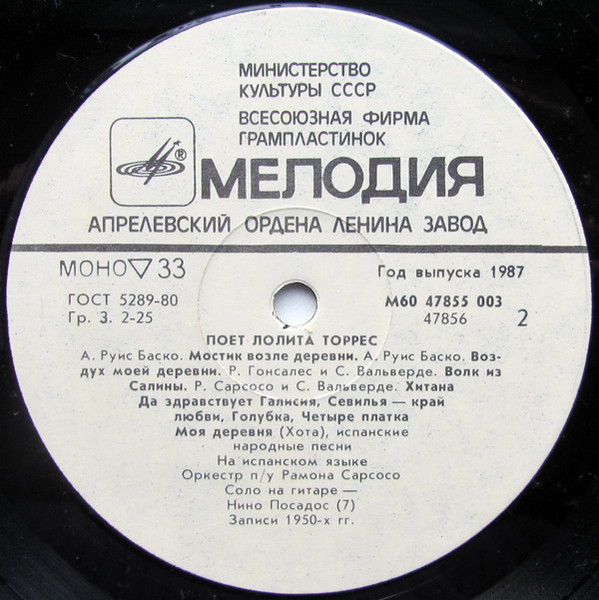 МИНИСТЕРСТВО
КУЛЬТУРЫ СССР
ВСЕСОЮЗНАЯ ФИРМА
ГРАМПЛАСТИНОК
®
МЕЛОДИЯ
АПРЕЛЕВСКИЙ ОРДЕНА ЛЕНИНА ЗАВОД
МОНО ▽ 33
Год выпуска 1987
ГОСТ 5289-80
М60 47855 003
Гр. 3. 2-25
47856
2
ПОЕТ ЛОЛИТА ТОРРЕС
А. Руис Баско. Мостик возле деревни. А. Руис Баско. Воз-
дух моей деревни. Р. Гонсалес и С. Вальверде. Волк из
Салины. Р. Сарсосо и С. Вальверде. Хитана
Да здравствует Галисия, Севилья — край
любви, Голубка, Четыре платка
Моя деревня (Хота), испанские
народные песни
На испанском языке
Оркестр п/у Рамона Сарсосо
Соло на гитаре —
Нино Посадос (7)
Записи 1950-х гг.